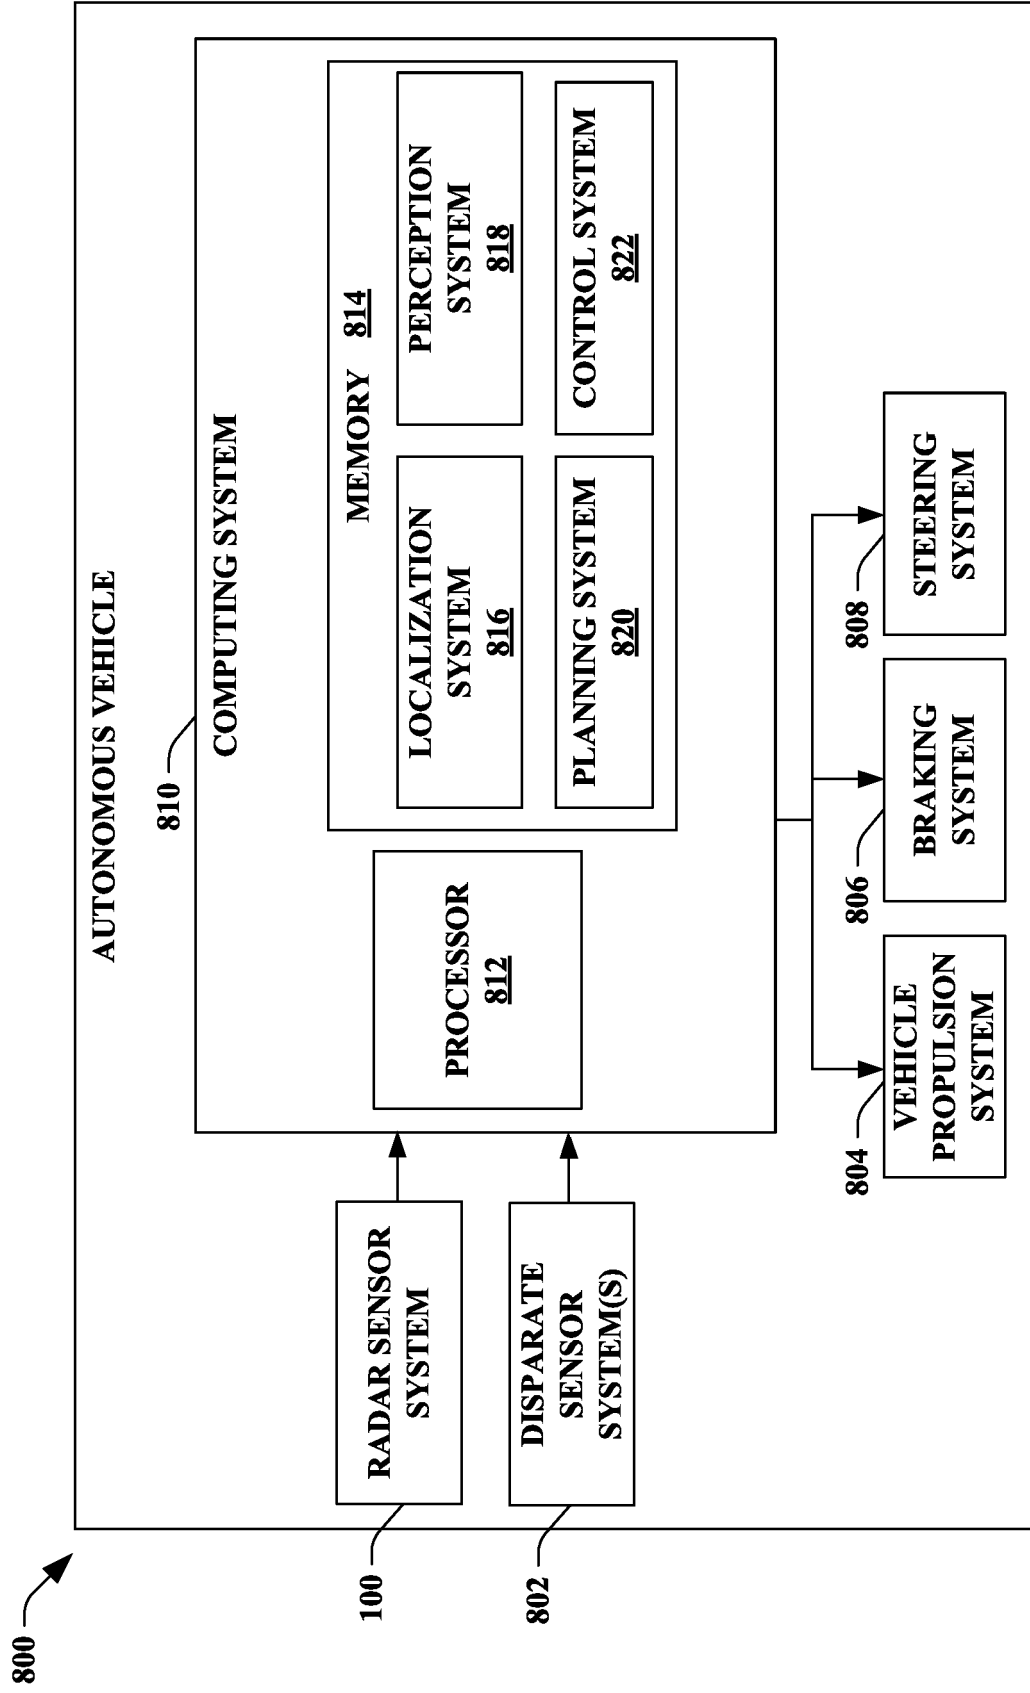 800
AUTONOMOUS VEHICLE
810
COMPUTING SYSTEM
100
RADAR SENSOR
SYSTEM
802
DISPARATE
SENSOR
SYSTEM(S)
PROCESSOR
812
MEMORY 814
LOCALIZATION
SYSTEM
816
PERCEPTION
SYSTEM
818
PLANNING SYSTEM
820
CONTROL SYSTEM
822
804
VEHICLE
PROPULSION
SYSTEM
806
BRAKING
SYSTEM
808
STEERING
SYSTEM